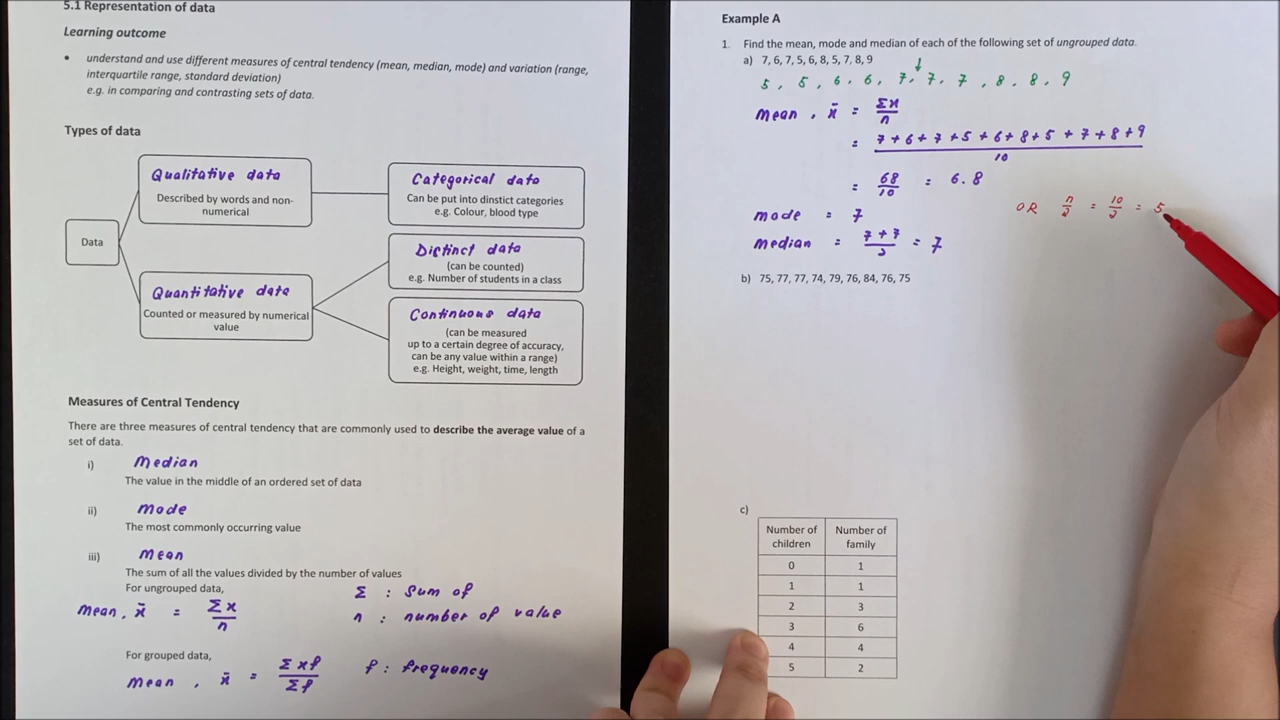 5.1 Representation of data
Learning outcome
• understand and use different measures of central tendency (mean, median, mode) and variation (range,
interquartile range, standard deviation)
e.g. in comparing and contrasting sets of data.
Types of data
Data
Qualitative data
Described by words and non-
numerical
Categorical data
Can be put into dinstict categories
e.g. Colour, blood type
Quantitative data
Counted or measured by numerical
value
Distinct data
(can be counted)
e.g. Number of students in a class
Continuous data
(can be measured
up to a certain degree of accuracy,
can be any value within a range)
e.g. Height, weight, time, length
Measures of Central Tendency
There are three measures of central tendency that are commonly used to describe the average value of a
set of data.
i) Median
The value in the middle of an ordered set of data
ii) mode
The most commonly occurring value
iii) Mean
The sum of all the values divided by the number of values
For ungrouped data,
mean, x̄ = Σx/n
Σ : sum of
n : number of value
For grouped data,
mean, x̄ = Σxf/Σf
f : frequency
Example A
1. Find the mean, mode and median of each of the following set of ungrouped data.
a) 7, 6, 7, 5, 6, 8, 5, 7, 8, 9
5, 5, 6, 6, 7, 7, 7, 8, 8, 9
mean, x̄ = Σx/n
= 7+6+7+5+6+8+5+7+8+9 / 10
= 68/10 = 6.8
mode = 7
median = 7+7/2 = 7
OR n/2 = 10/2 = 5
b) 75, 77, 77, 74, 79, 76, 84, 76, 75
c)
Number of children Number of family
0 1
1 1
2 3
3 6
4 4
5 2